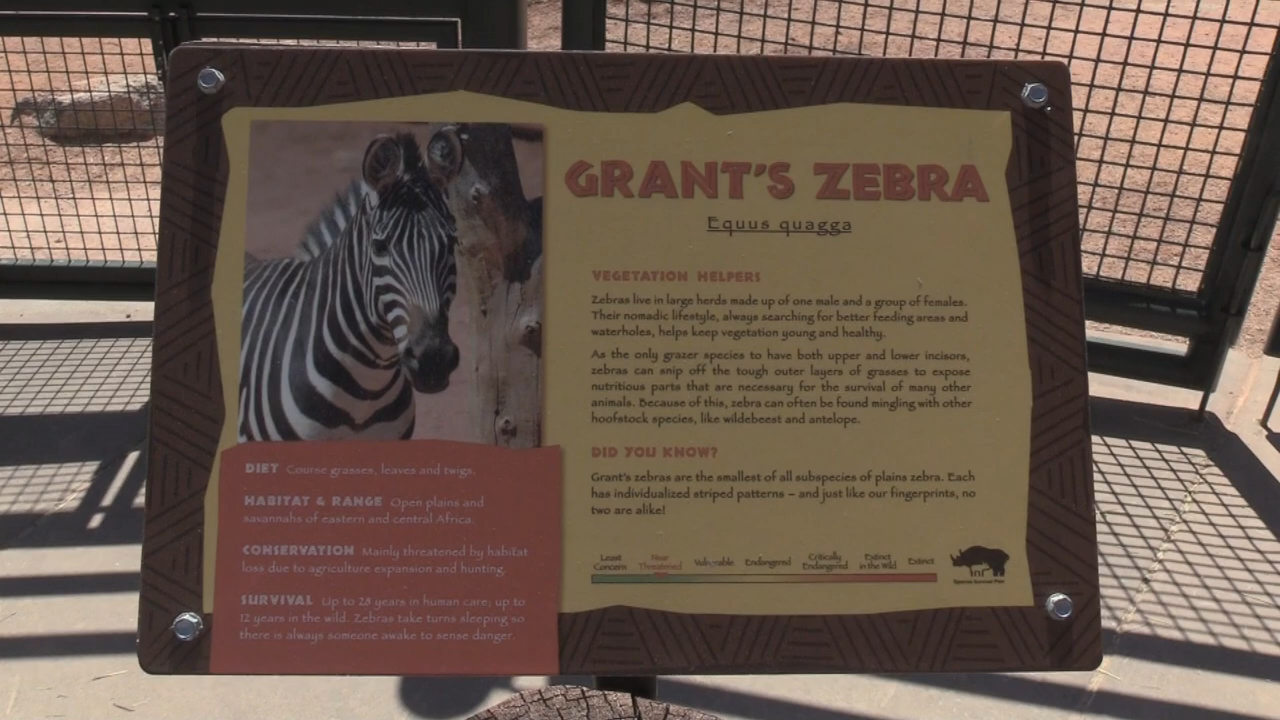 GRANT'S ZEBRA
Equus quagga
VEGETATION HELPERS
Zebras live in large herds made up of one male and a group of females.
Their nomadic lifestyle, always searching for better feeding areas and
waterholes, helps keep vegetation young and healthy.
As the only grazer species to have both upper and lower incisors,
zebras can snip off the tough outer layers of grasses to expose
nutritious parts that are necessary for the survival of many other
animals. Because of this, zebra can often be found mingling with other
hoofstock species, like wildebeest and antelope.
DID YOU KNOW?
Grant's zebras are the smallest of all subspecies of plains zebra. Each
has individualized striped patterns – and just like our fingerprints, no
two are alike!
DIET Course grasses, leaves and twigs.
HABITAT & RANGE Open plains and
savannahs of eastern and central Africa.
CONSERVATION Mainly threatened by habitat
loss due to agriculture expansion and hunting.
SURVIVAL Up to 28 years in human care; up to
12 years in the wild. Zebras take turns sleeping so
there is always someone awake to sense danger.
Least Concern
Near Threatened
Vulnerable
Endangered
Critically Endangered
Extinct in the Wild
Extinct
Species Survival Plan